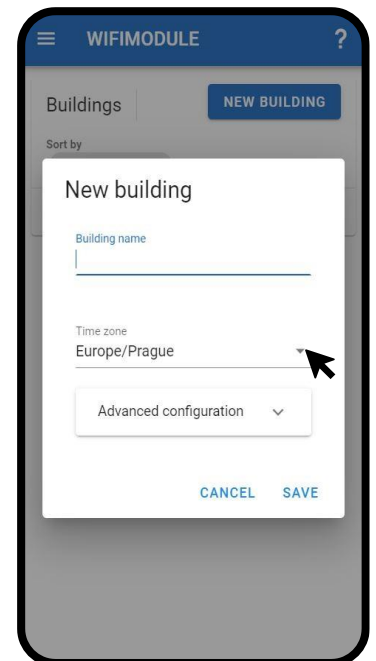 WIFIMODULE ?
Buildings NEW BUILDING
Sort by
New building
Building name
Time zone
Europe/Prague
Advanced configuration
CANCEL SAVE